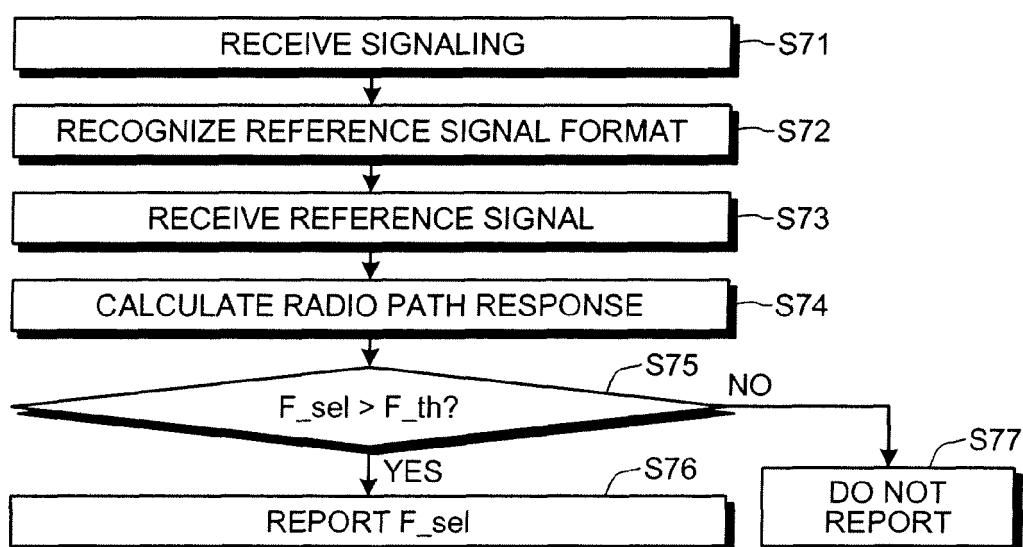 RECEIVE SIGNALING
S71
RECOGNIZE REFERENCE SIGNAL FORMAT
S72
RECEIVE REFERENCE SIGNAL
S73
CALCULATE RADIO PATH RESPONSE
S74
S75
F_sel > F_th?
NO
YES
S76
REPORT F_sel
S77
DO NOT
REPORT